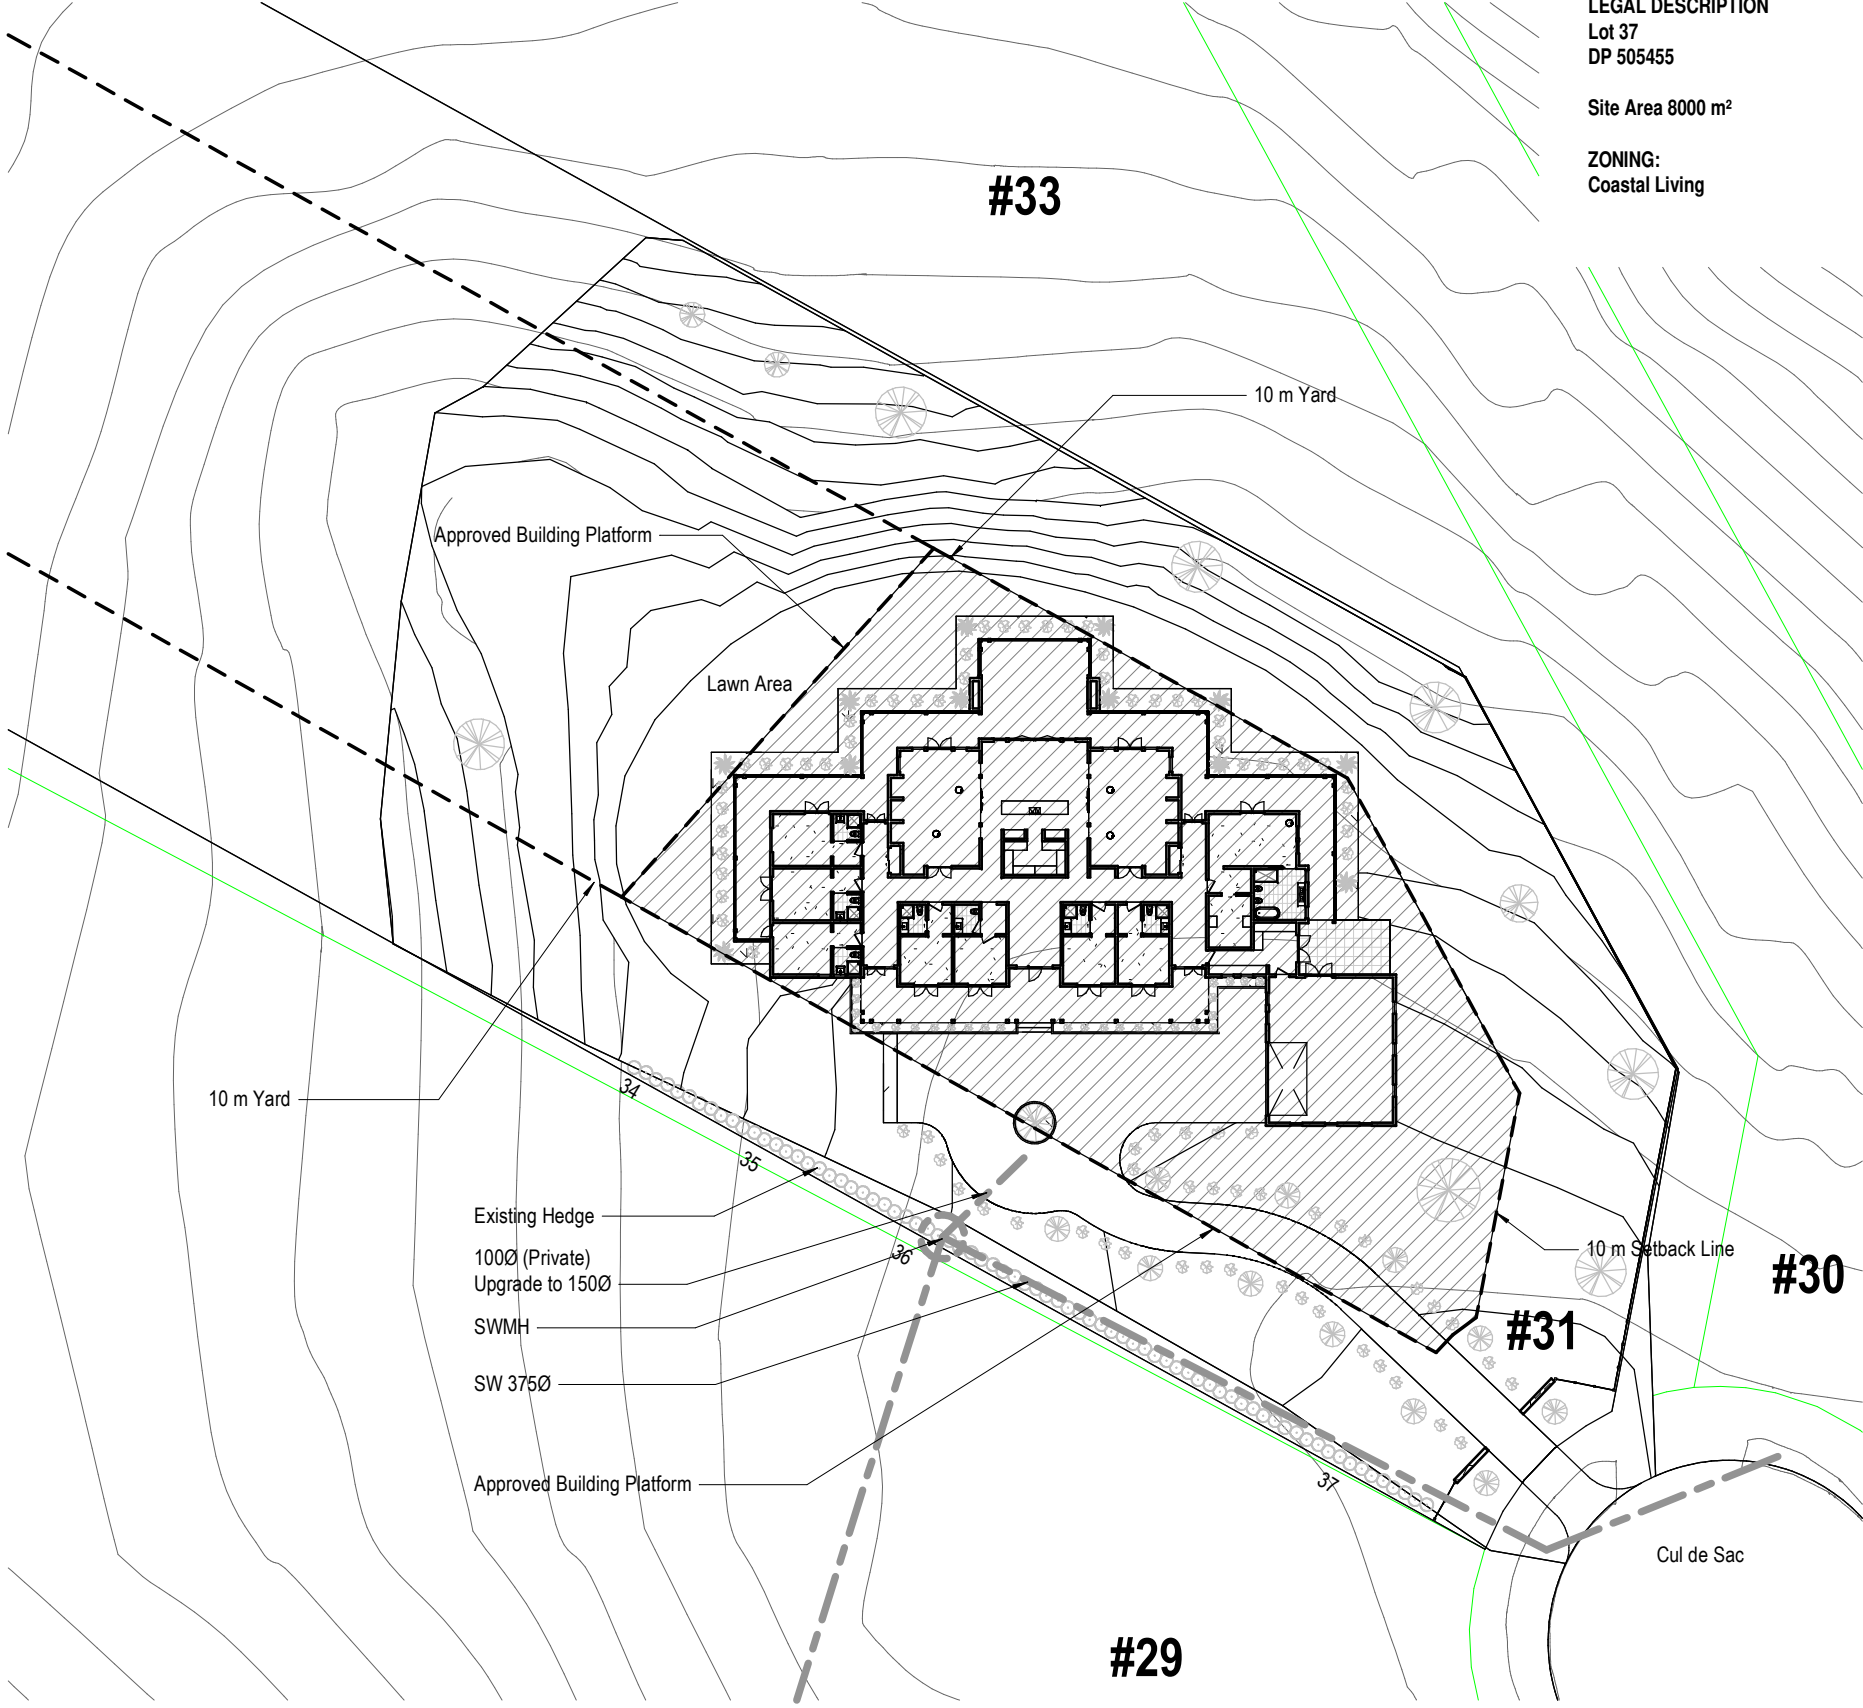 LEGAL DESCRIPTION
Lot 37
DP 505455
Site Area 8000 m²
ZONING:
Coastal Living
#33
10 m Yard
Approved Building Platform
Lawn Area
10 m Yard
34
35
Existing Hedge
36
100Ø (Private)
Upgrade to 150Ø
10 m Setback Line
#30
SWMH
#31
SW 375Ø
Approved Building Platform
37
Cul de Sac
#29